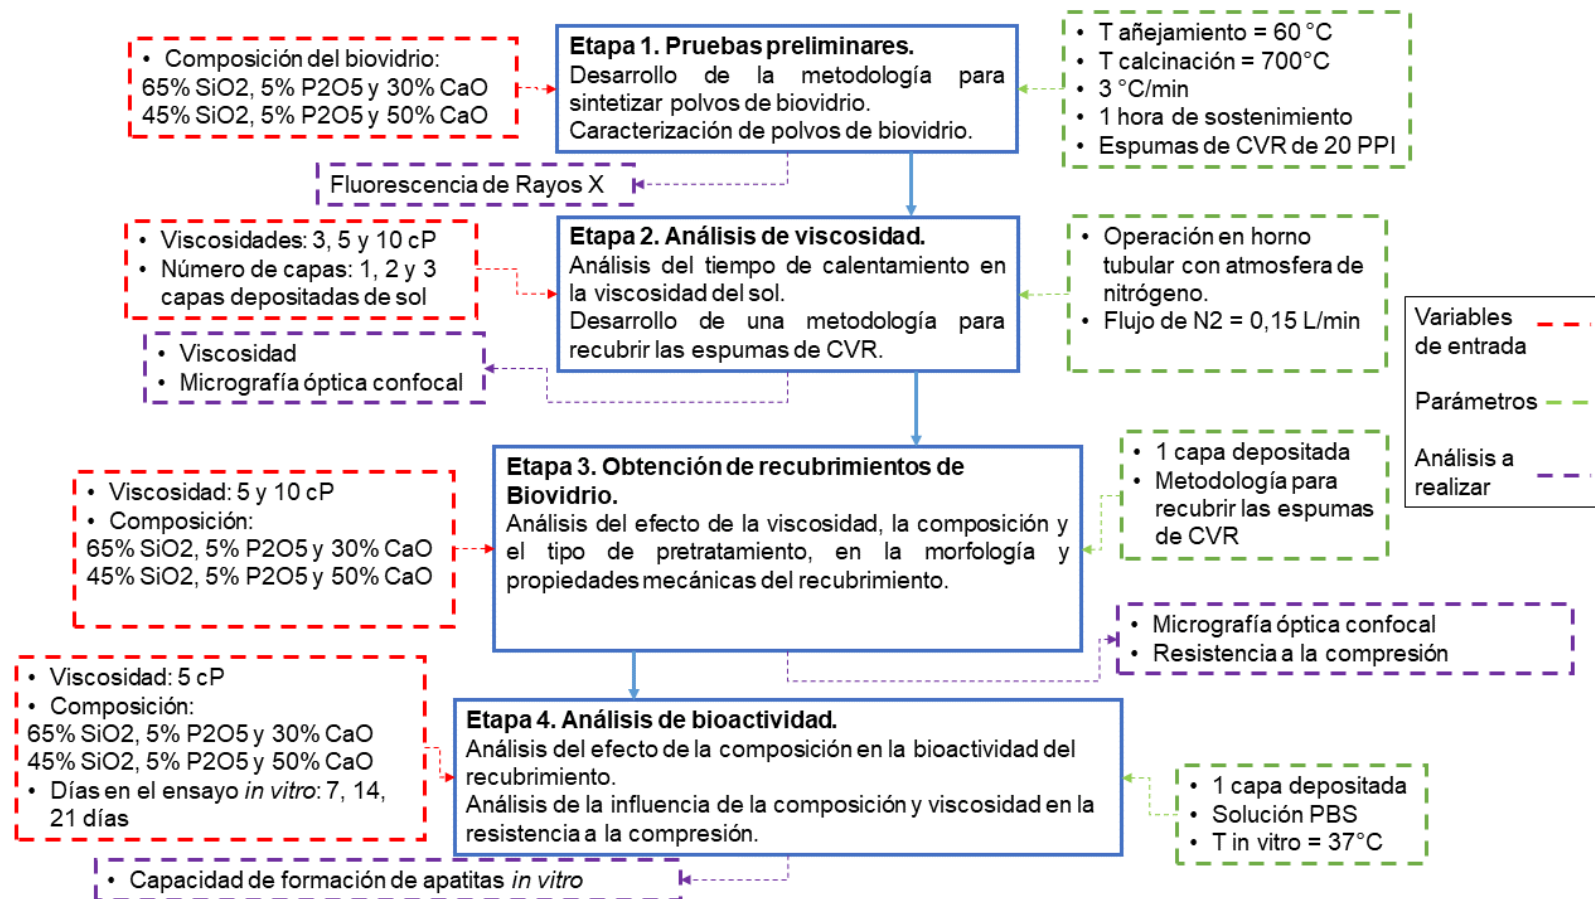 • Composición del biovidrio:
65% SiO2, 5% P2O5 y 30% CaO
45% SiO2, 5% P2O5 y 50% CaO
Etapa 1. Pruebas preliminares.
Desarrollo de la metodología para
sintetizar polvos de biovidrio.
Caracterización de polvos de biovidrio.
• T añejamiento = 60 °C
• T calcinación = 700°C
• 3 °C/min
• 1 hora de sostenimiento
• Espumas de CVR de 20 PPI
Fluorescencia de Rayos X
• Viscosidades: 3, 5 y 10 cP
• Número de capas: 1, 2 y 3
capas depositadas de sol
Etapa 2. Análisis de viscosidad.
Análisis del tiempo de calentamiento en
la viscosidad del sol.
Desarrollo de una metodología para
recubrir las espumas de CVR.
• Operación en horno
tubular con atmosfera de
nitrógeno.
• Flujo de N2 = 0,15 L/min
• Viscosidad
• Micrografía óptica confocal
Variables
de entrada
Parámetros
Análisis a
realizar
• Viscosidad: 5 y 10 cP
• Composición:
65% SiO2, 5% P2O5 y 30% CaO
45% SiO2, 5% P2O5 y 50% CaO
Etapa 3. Obtención de recubrimientos de
Biovidrio.
Análisis del efecto de la viscosidad, la composición y
el tipo de pretratamiento, en la morfología y
propiedades mecánicas del recubrimiento.
• 1 capa depositada
• Metodología para
recubrir las espumas
de CVR
• Micrografía óptica confocal
• Resistencia a la compresión
• Viscosidad: 5 cP
• Composición:
65% SiO2, 5% P2O5 y 30% CaO
45% SiO2, 5% P2O5 y 50% CaO
• Días en el ensayo in vitro: 7, 14,
21 días
Etapa 4. Análisis de bioactividad.
Análisis del efecto de la composición en la bioactividad del
recubrimiento.
Análisis de la influencia de la composición y viscosidad en la
resistencia a la compresión.
• 1 capa depositada
• Solución PBS
• T in vitro = 37°C
• Capacidad de formación de apatitas in vitro